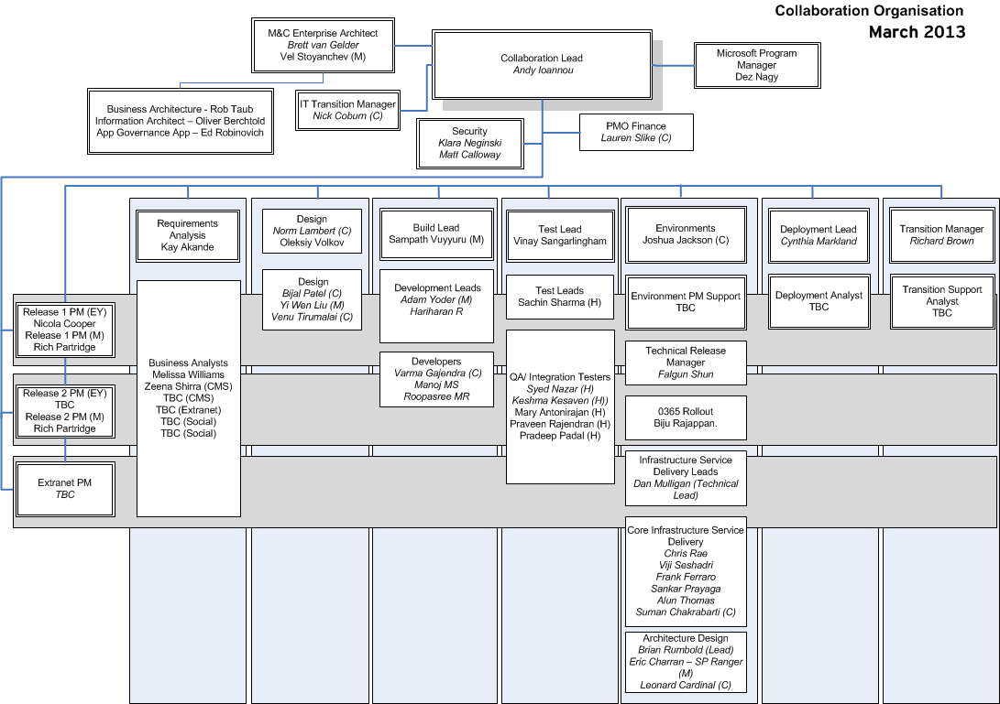 Collaboration Organisation
March 2013
M&C Enterprise Architect
Brett van Gelder
Vel Stoyanchev (M)
Collaboration Lead
Andy Ioannou
Microsoft Program
Manager
Dez Nagy
Business Architecture - Rob Taub
Information Architect – Oliver Berchtold
App Governance App – Ed Robinovich
IT Transition Manager
Nick Coburn (C)
Security
Klara Neginski
Matt Calloway
PMO Finance
Lauren Slike (C)
Requirements
Analysis
Kay Akande
Design
Norm Lambert (C)
Oleksiy Volkov
Build Lead
Sampath Vuyyuru (M)
Test Lead
Vinay Sangarlingham
Environments
Joshua Jackson (C)
Deployment Lead
Cynthia Markland
Transition Manager
Richard Brown
Release 1 PM (EY)
Nicola Cooper
Release 1 PM (M)
Rich Partridge
Release 2 PM (EY)
TBC
Release 2 PM (M)
Rich Partridge
Extranet PM
TBC
Business Analysts
Melissa Williams
Zeena Shirra (CMS)
TBC (CMS)
TBC (Extranet)
TBC (Social)
TBC (Social)
Design
Bijal Patel (C)
Yi Wen Liu (M)
Venu Tirumalai (C)
Development Leads
Adam Yoder (M)
Hariharan R
Developers
Varma Gajendra (C)
Manoj MS
Roopasree MR
Test Leads
Sachin Sharma (H)
QA/ Integration Testers
Syed Nazar (H)
Keshma Kesaven (H))
Mary Antonirajan (H)
Praveen Rajendran (H)
Pradeep Padal (H)
Environment PM Support
TBC
Technical Release
Manager
Falgun Shun
0365 Rollout
Biju Rajappan.
Infrastructure Service
Delivery Leads
Dan Mulligan (Technical
Lead)
Core Infrastructure Service
Delivery
Chris Rae
Viji Seshadri
Frank Ferraro
Sankar Prayaga
Alun Thomas
Suman Chakrabarti (C)
Architecture Design
Brian Rumbold (Lead)
Eric Charran – SP Ranger
(M)
Leonard Cardinal (C)
Deployment Analyst
TBC
Transition Support
Analyst
TBC